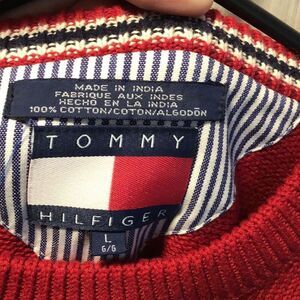 MADE IN INDIA
FABRIQUE AUX INDES
HECHO EN LA INDIA
100% COTTON/COTON/ALGODÓN
TOMMY
HILFIGER
L
G/G